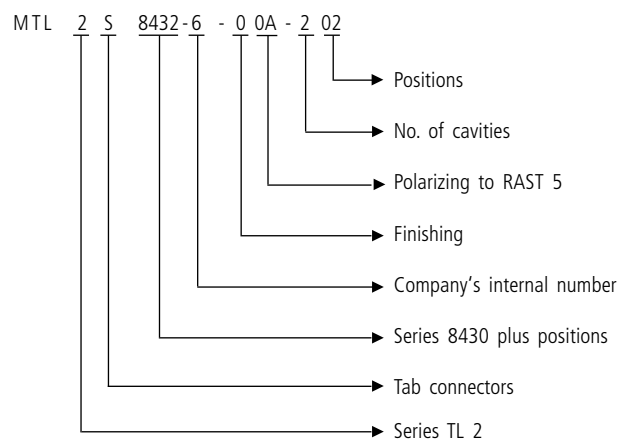 MTL 2 S 8432-6 - 0 0A - 2 02
Positions
No. of cavities
Polarizing to RAST 5
Finishing
Company's internal number
Series 8430 plus positions
Tab connectors
Series TL 2